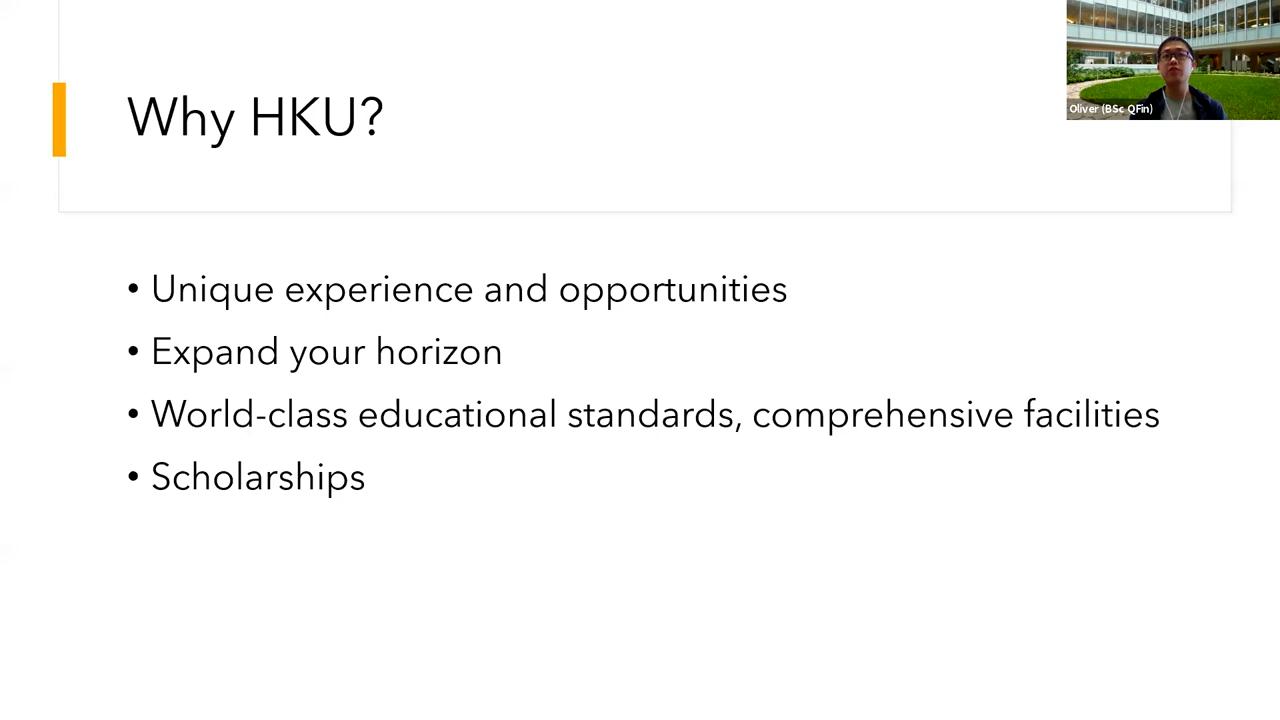 Why HKU?
Oliver (BSc QFin)
• Unique experience and opportunities
• Expand your horizon
• World-class educational standards, comprehensive facilities
• Scholarships